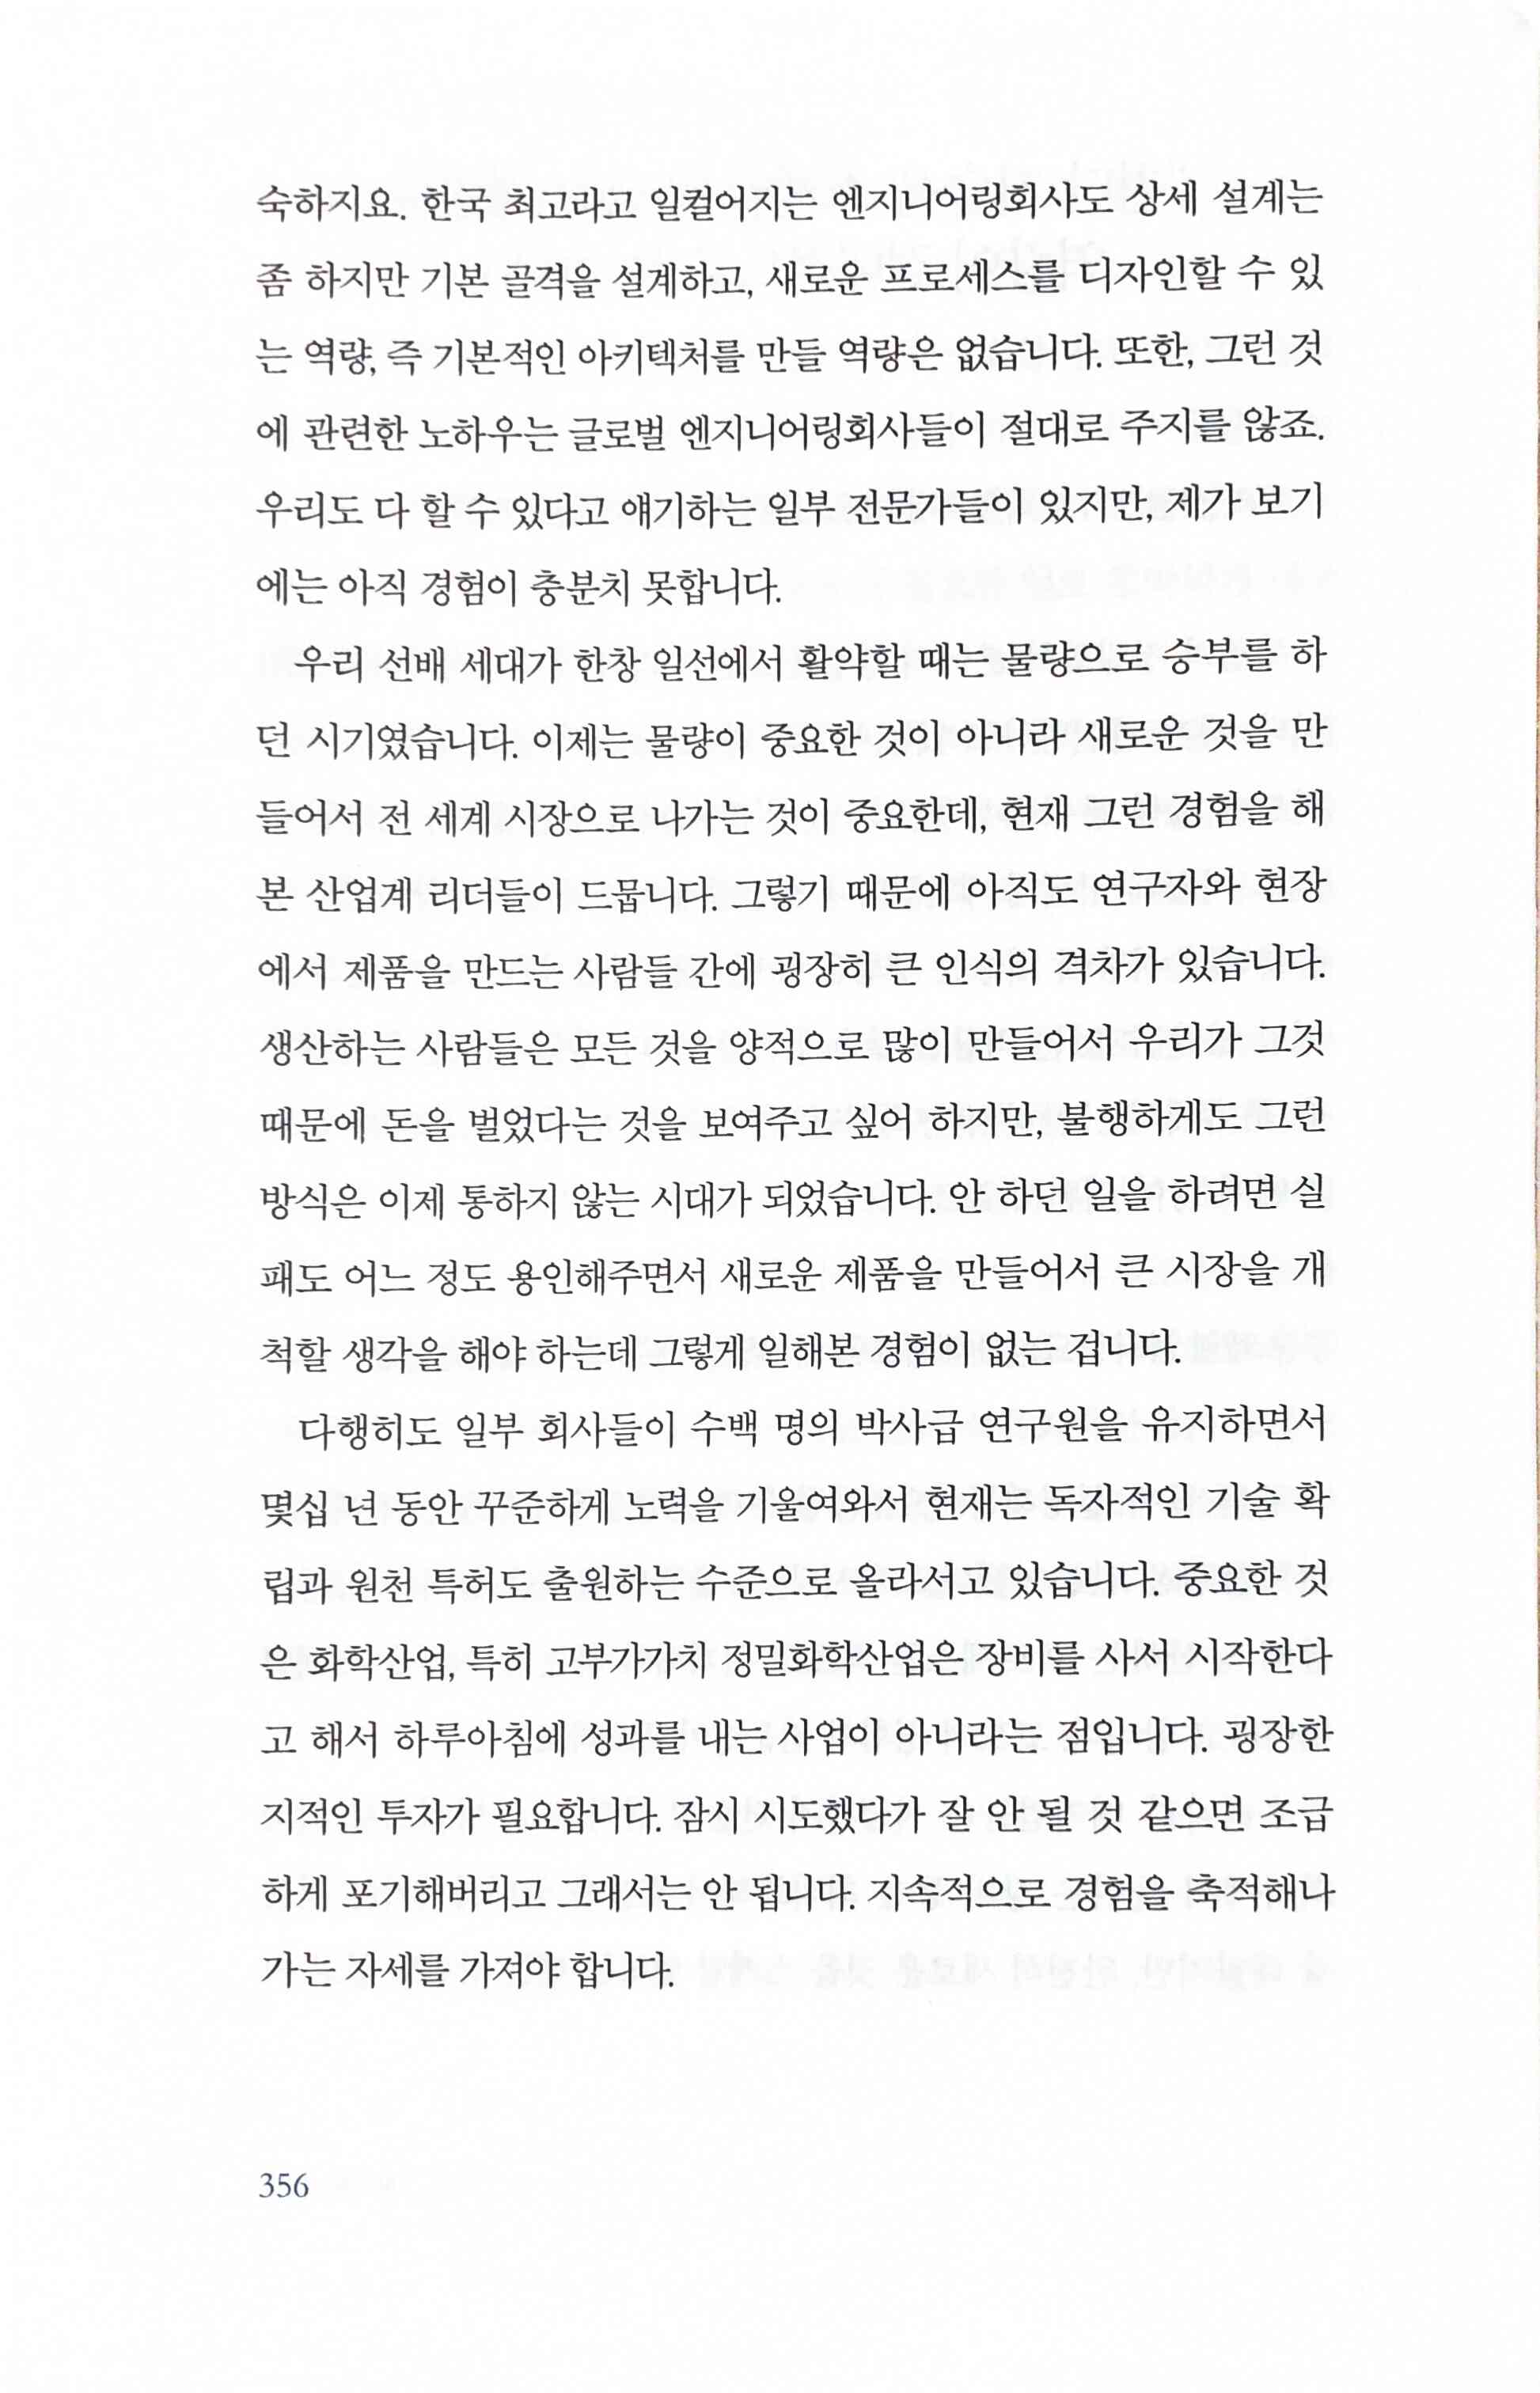 숙하지요. 한국 최고라고 일컬어지는 엔지니어링회사도 상세 설계는
좀 하지만 기본 골격을 설계하고, 새로운 프로세스를 디자인할 수 있
는 역량, 즉 기본적인 아키텍처를 만들 역량은 없습니다. 또한, 그런 것
에 관련한 노하우는 글로벌 엔지니어링회사들이 절대로 주지를 않죠.
우리도 다 할 수 있다고 얘기하는 일부 전문가들이 있지만, 제가 보기
에는 아직 경험이 충분치 못합니다.
우리 선배 세대가 한창 일선에서 활약할 때는 물량으로 승부를 하
던 시기였습니다. 이제는 물량이 중요한 것이 아니라 새로운 것을 만
들어서 전 세계 시장으로 나가는 것이 중요한데, 현재 그런 경험을 해
본 산업계 리더들이 드뭅니다. 그렇기 때문에 아직도 연구자와 현장
에서 제품을 만드는 사람들 간에 굉장히 큰 인식의 격차가 있습니다.
생산하는 사람들은 모든 것을 양적으로 많이 만들어서 우리가 그것
때문에 돈을 벌었다는 것을 보여주고 싶어 하지만, 불행하게도 그런
방식은 이제 통하지 않는 시대가 되었습니다. 안 하던 일을 하려면 실
패도 어느 정도 용인해주면서 새로운 제품을 만들어서 큰 시장을 개
척할 생각을 해야 하는데 그렇게 일해본 경험이 없는 겁니다.
다행히도 일부 회사들이 수백 명의 박사급 연구원을 유지하면서
몇십 년 동안 꾸준하게 노력을 기울여와서 현재는 독자적인 기술 확
립과 원천 특허도 출원하는 수준으로 올라서고 있습니다. 중요한 것
은 화학산업, 특히 고부가가치 정밀화학산업은 장비를 사서 시작한다
고 해서 하루아침에 성과를 내는 사업이 아니라는 점입니다. 굉장한
지적인 투자가 필요합니다. 잠시 시도했다가 잘 안 될 것 같으면 조급
하게 포기해버리고 그래서는 안 됩니다. 지속적으로 경험을 축적해나
가는 자세를 가져야 합니다.
356